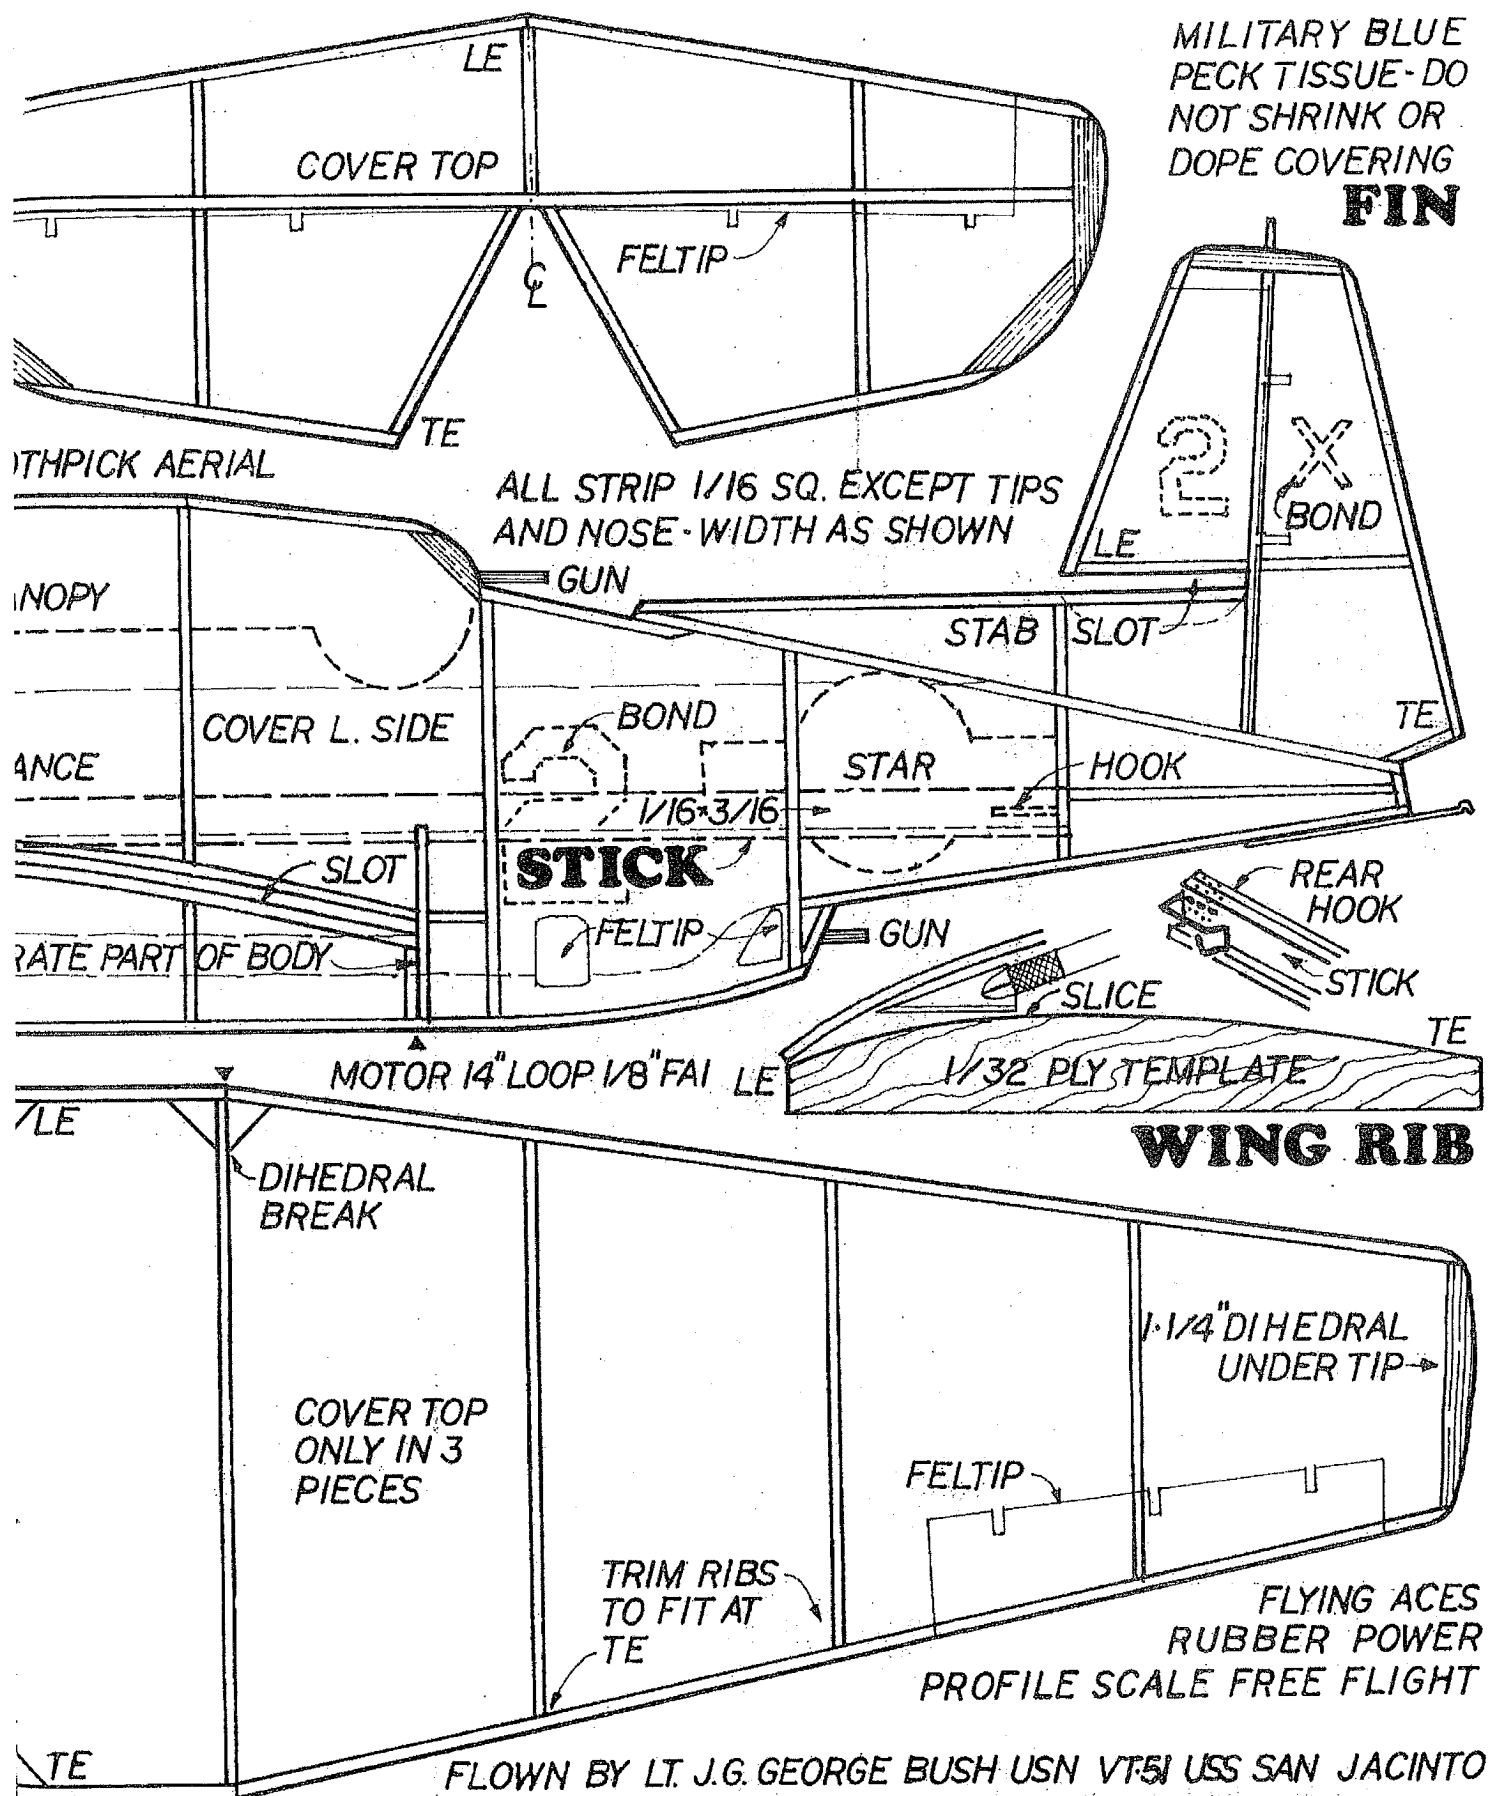 MILITARY BLUE
PECK TISSUE-DO
NOT SHRINK OR
DOPE COVERING
FIN
LE
COVER TOP
FELTIP
CL
TE
OTHPICK AERIAL
ALL STRIP 1/16 SQ. EXCEPT TIPS
AND NOSE-WIDTH AS SHOWN
2 X
BOND
LE
GUN
NOPY
STAB
SLOT
TE
COVER L. SIDE
BOND
2
ANCE
STAR
HOOK
1/16x3/16
STICK
SLOT
REAR
HOOK
FELTIP
GUN
RATE PART OF BODY
STICK
SLICE
TE
MOTOR 14" LOOP 1/8" FAI
LE
1/32 PLY TEMPLATE
WING RIB
LE
DIHEDRAL
BREAK
1-1/4" DIHEDRAL
UNDER TIP
COVER TOP
ONLY IN 3
PIECES
FELTIP
TRIM RIBS
TO FIT AT
TE
FLYING ACES
RUBBER POWER
PROFILE SCALE FREE FLIGHT
TE
FLOWN BY LT. J.G. GEORGE BUSH USN VT-51 USS SAN JACINTO